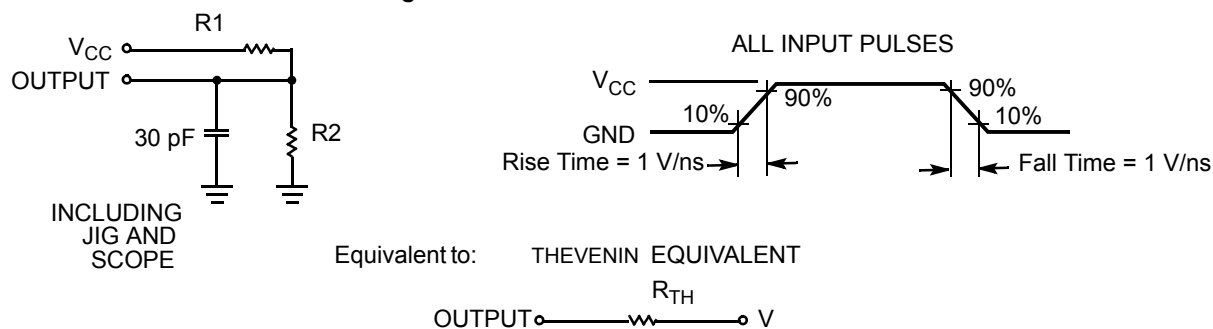 R1
V_CC
OUTPUT
30 pF
R2
INCLUDING
JIG AND
SCOPE
ALL INPUT PULSES
V_CC
GND
10%
90%
90%
10%
Rise Time = 1 V/ns
Fall Time = 1 V/ns
Equivalent to: THEVENIN EQUIVALENT
R_TH
OUTPUT
V